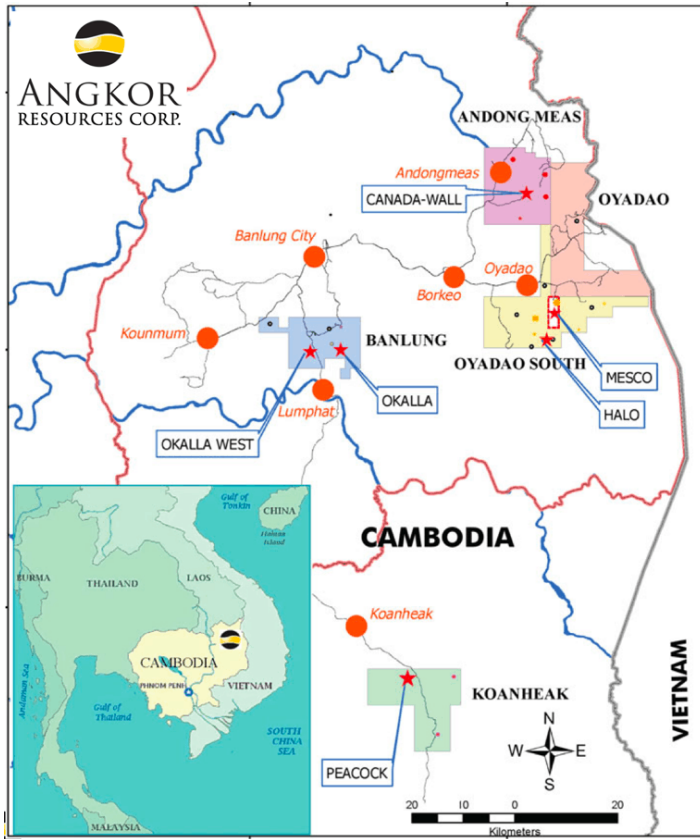 ANGKOR
RESOURCES CORP.
ANDONG MEAS
Andongmeas
CANADA-WALL
OYADAO
Banlung City
Borkeo
Oyadao
Kounmum
BANLUNG
OYADAO SOUTH
MESCO
OKALLA
HALO
Lumphat
OKALLA WEST
CAMBODIA
VIETNAM
Koanheak
KOANHEAK
PEACOCK
N
W E
S
20 10 0 20
Kilometers
Gulf of
Tonkin
CHINA
Hainan
Island
BURMA
THAILAND
LAOS
CAMBODIA
PHNOM PENH
VIETNAM
Andaman Sea
Gulf of
Thailand
SOUTH
CHINA
SEA
MALAYSIA